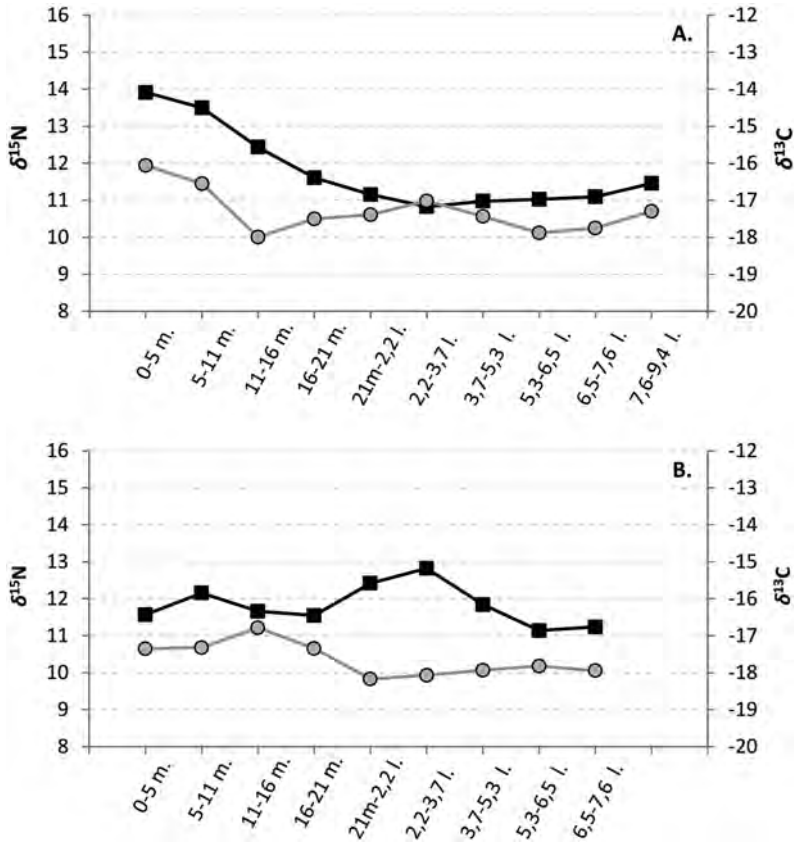 A.
16
15
14
13
12
11
10
9
8
δ¹⁵N
-12
-13
-14
-15
-16
-17
-18
-19
-20
δ¹³C
0-5 m.
5-11 m.
11-16 m.
16-21 m.
21m-2,2 l.
2,2-3,7 l.
3,7-5,3 l.
5,3-6,5 l.
6,5-7,6 l.
7,6-9,4 l.
B.
16
15
14
13
12
11
10
9
8
δ¹⁵N
-12
-13
-14
-15
-16
-17
-18
-19
-20
δ¹³C
0-5 m.
5-11 m.
11-16 m.
16-21 m.
21m-2,2 l.
2,2-3,7 l.
3,7-5,3 l.
5,3-6,5 l.
6,5-7,6 l.